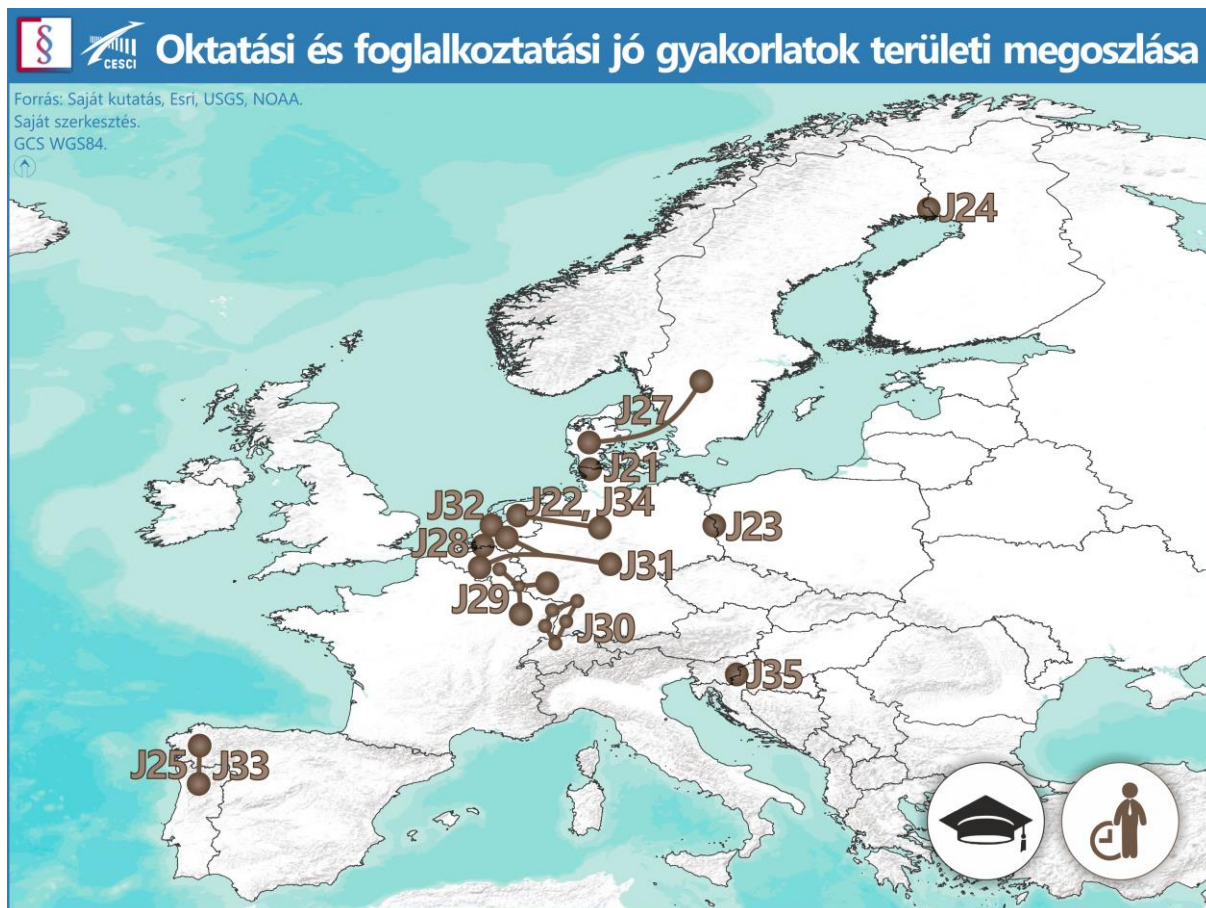 § CESCI Oktatási és foglalkoztatási jó gyakorlatok területi megoszlása
Forrás: Saját kutatás, Esri, USGS, NOAA.
Saját szerkesztés.
GCS WGS84.
J24
J27
J21
J32 J22, J34
J28 J23
J31
J29
J30
J35
J25 J33